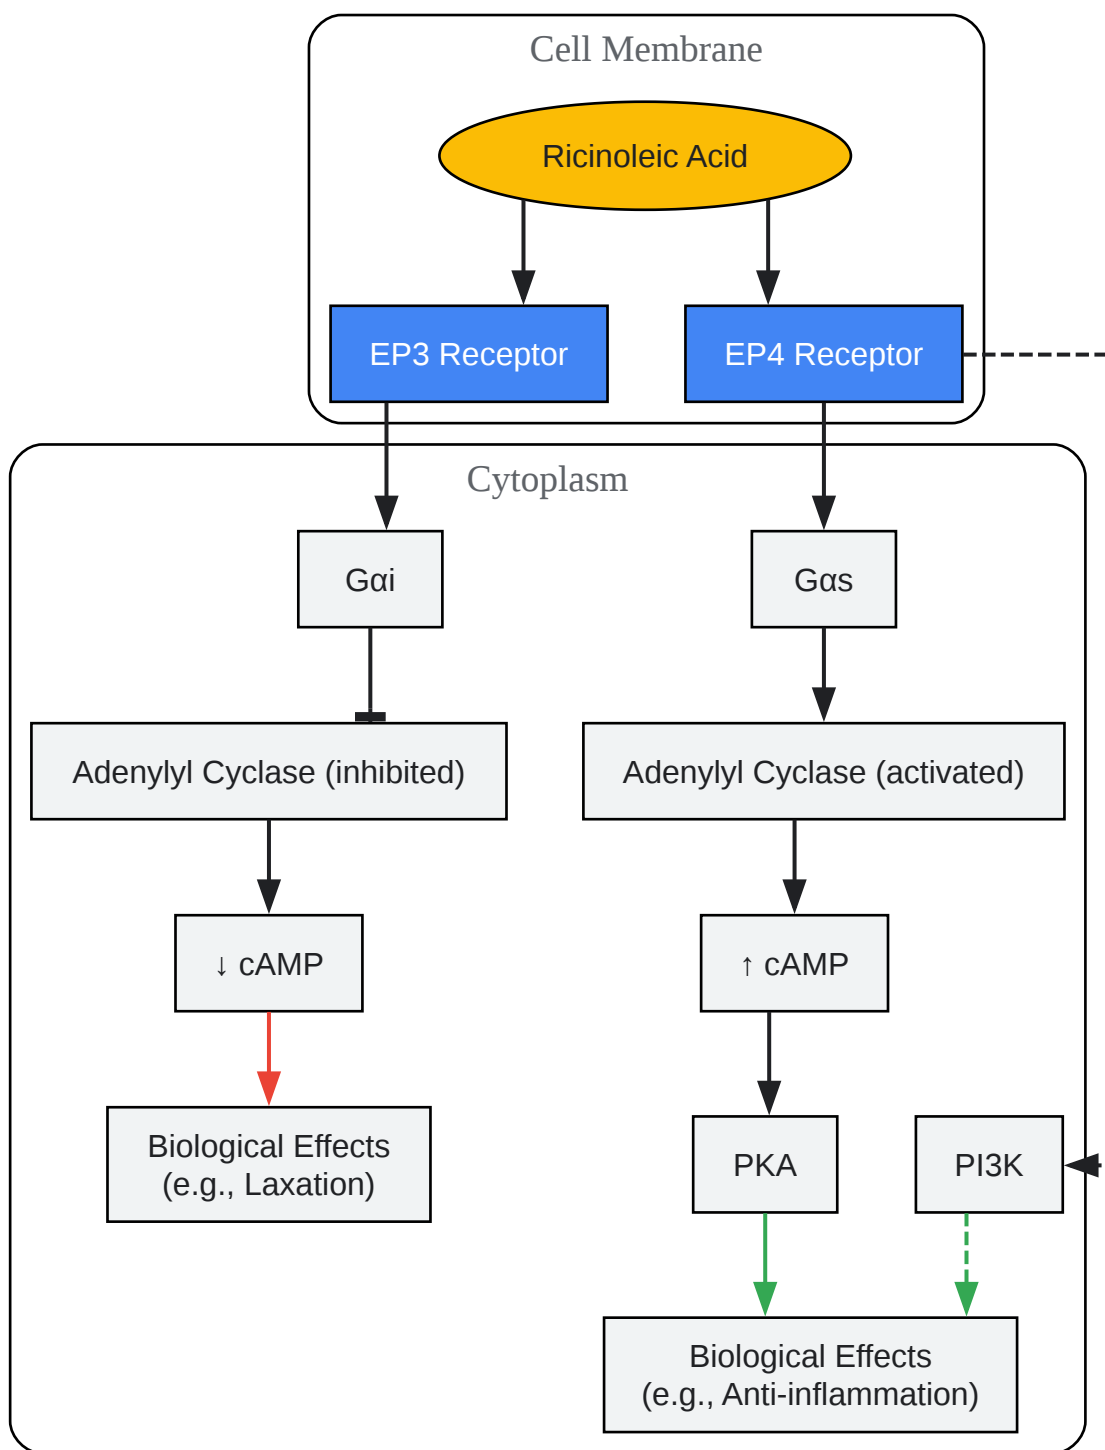 Cell Membrane
Ricinoleic Acid
EP3 Receptor
EP4 Receptor
Cytoplasm
Gαi
Gαs
Adenylyl Cyclase (inhibited)
Adenylyl Cyclase (activated)
↓ cAMP
↑ cAMP
Biological Effects
(e.g., Laxation)
PKA
PI3K
Biological Effects
(e.g., Anti-inflammation)